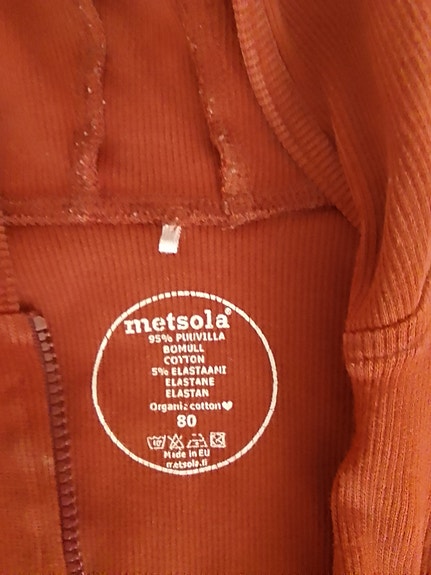 metsola®
95% PUUVILLA
BOMULL
COTTON
5% ELASTAANI
ELASTANE
ELASTAN
Organic cotton♥
80
Made in EU
metsola.fi